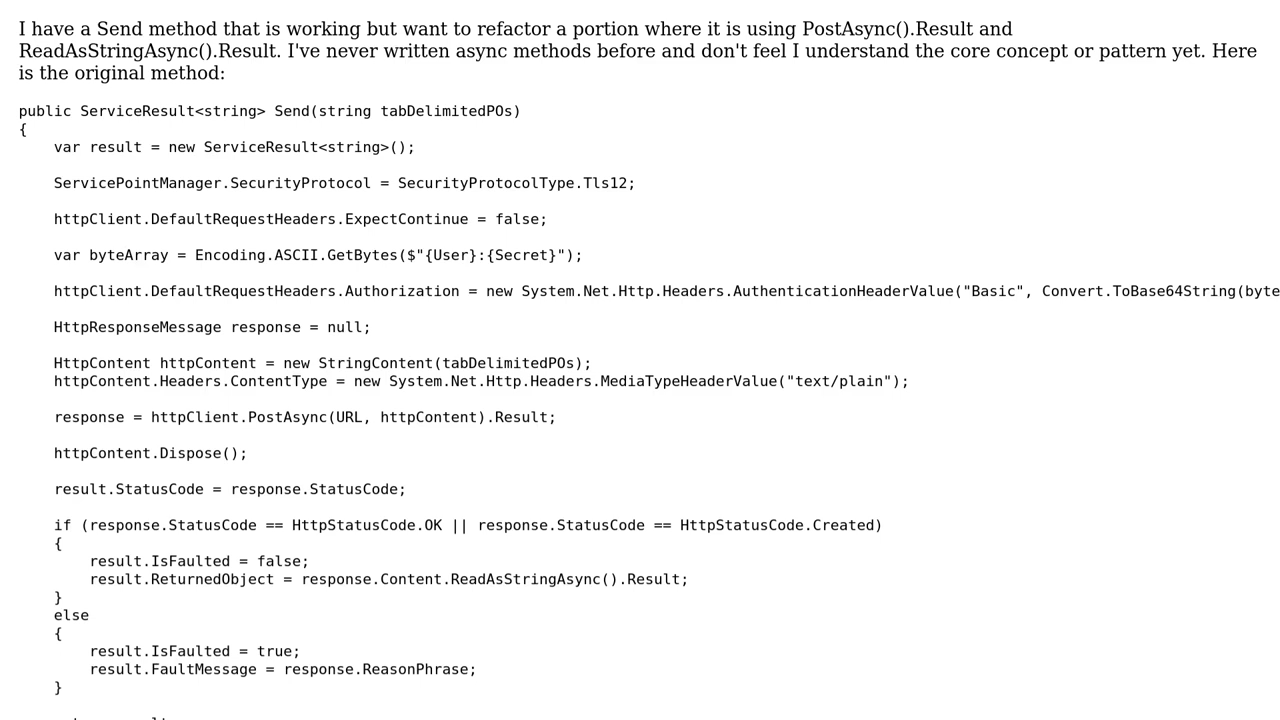 I have a Send method that is working but want to refactor a portion where it is using PostAsync().Result and
ReadAsStringAsync().Result. I've never written async methods before and don't feel I understand the core concept or pattern yet. Here
is the original method:
public ServiceResult<string> Send(string tabDelimitedPOs)
{
    var result = new ServiceResult<string>();
    ServicePointManager.SecurityProtocol = SecurityProtocolType.Tls12;
    httpClient.DefaultRequestHeaders.ExpectContinue = false;
    var byteArray = Encoding.ASCII.GetBytes($"{User}:{Secret}");
    httpClient.DefaultRequestHeaders.Authorization = new System.Net.Http.Headers.AuthenticationHeaderValue("Basic", Convert.ToBase64String(byte
    HttpResponseMessage response = null;
    HttpContent httpContent = new StringContent(tabDelimitedPOs);
    httpContent.Headers.ContentType = new System.Net.Http.Headers.MediaTypeHeaderValue("text/plain");
    response = httpClient.PostAsync(URL, httpContent).Result;
    httpContent.Dispose();
    result.StatusCode = response.StatusCode;
    if (response.StatusCode == HttpStatusCode.OK || response.StatusCode == HttpStatusCode.Created)
    {
        result.IsFaulted = false;
        result.ReturnedObject = response.Content.ReadAsStringAsync().Result;
    }
    else
    {
        result.IsFaulted = true;
        result.FaultMessage = response.ReasonPhrase;
    }